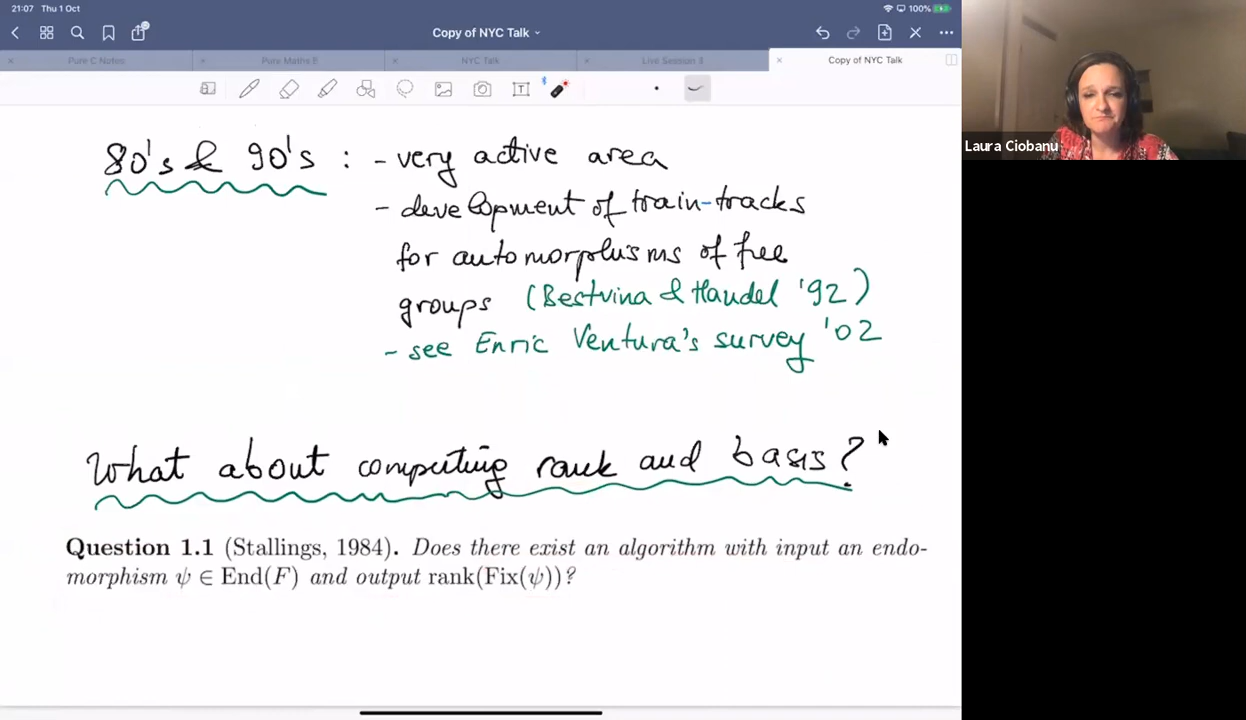 21:07 Thu 1 Oct
100%
Copy of NYC Talk
Pure C Notes
Pure Maths E
NYC Talk
Live Session 3
Copy of NYC Talk
80's & 90's : - very active area
- development of train-tracks
for automorphisms of free
groups (Bestvina & Handel '92)
- see Enric Ventura's survey '02
What about computing rank and basis?
Question 1.1 (Stallings, 1984). Does there exist an algorithm with input an endo-
morphism ψ ∈ End(F) and output rank(Fix(ψ))?
Laura Ciobanu